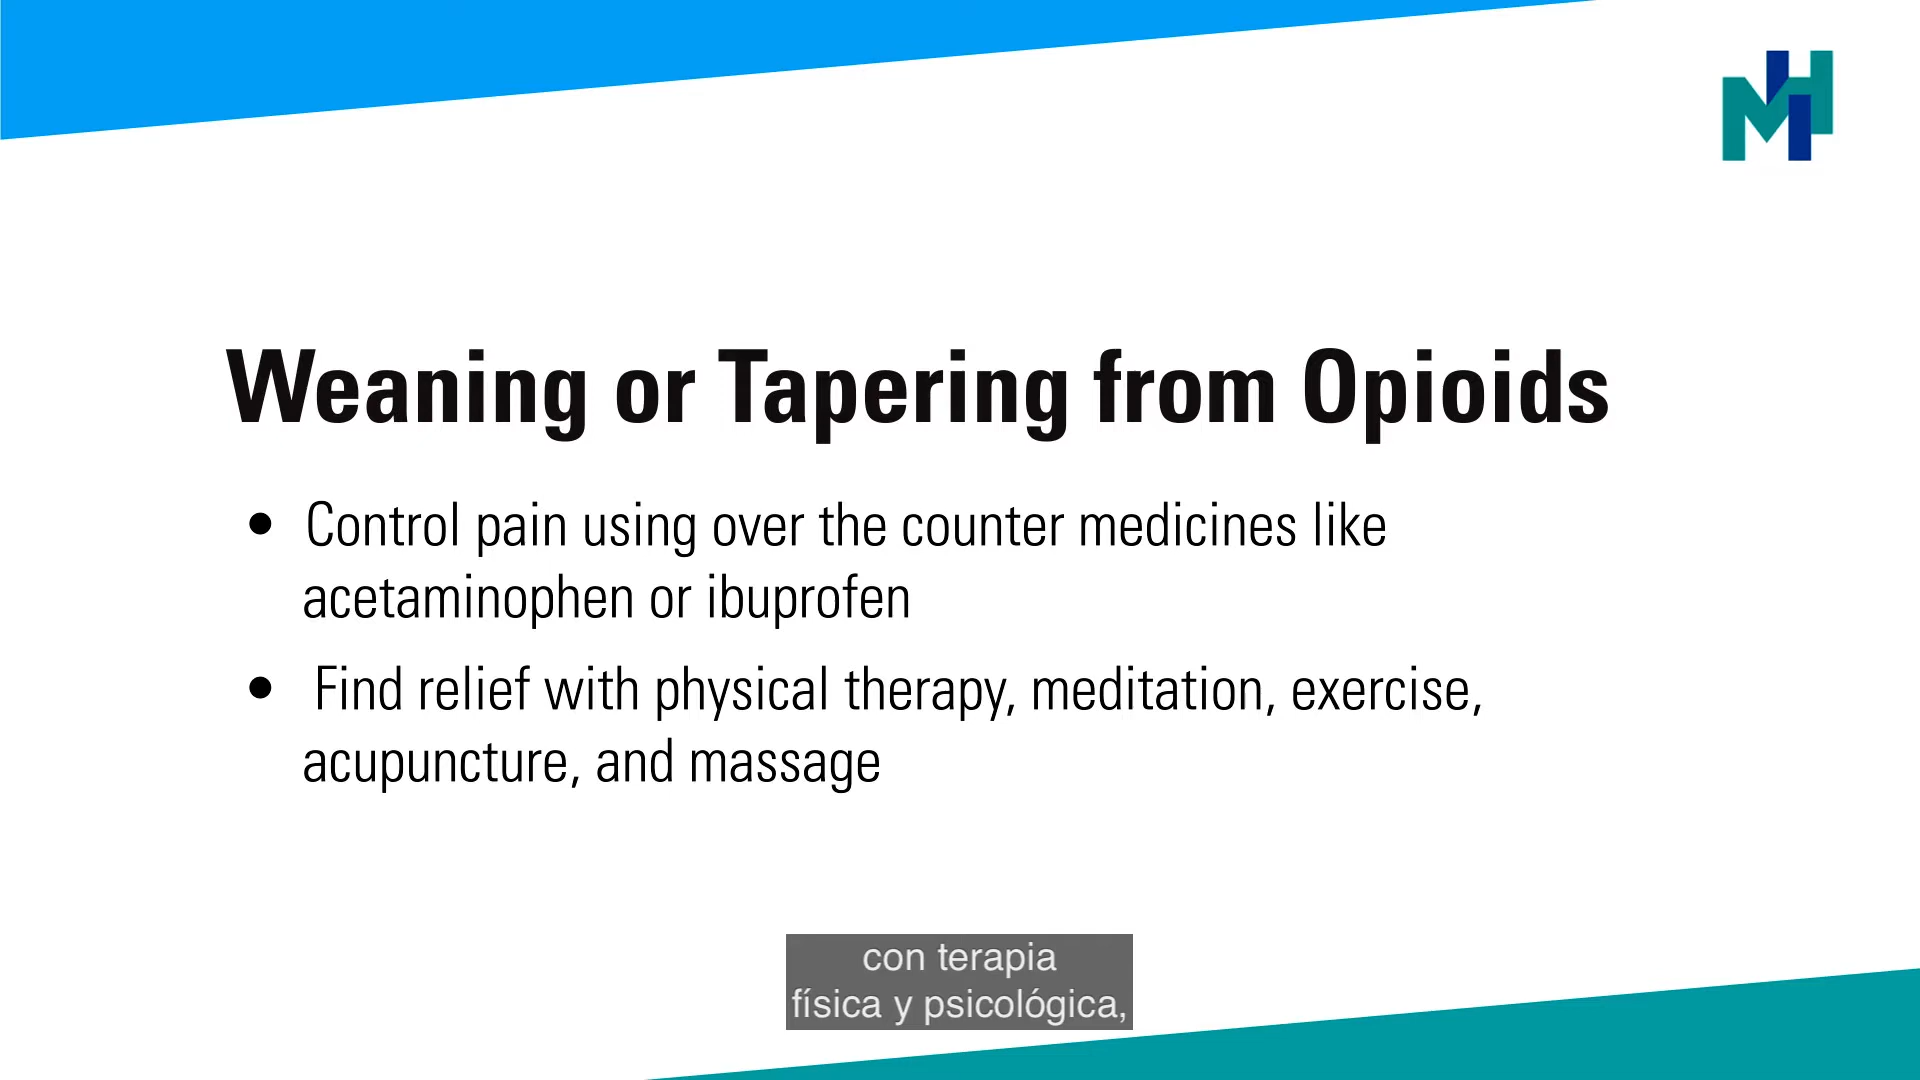 MH
Weaning or Tapering from Opioids
• Control pain using over the counter medicines like
acetaminophen or ibuprofen
• Find relief with physical therapy, meditation, exercise,
acupuncture, and massage
con terapia
física y psicológica,